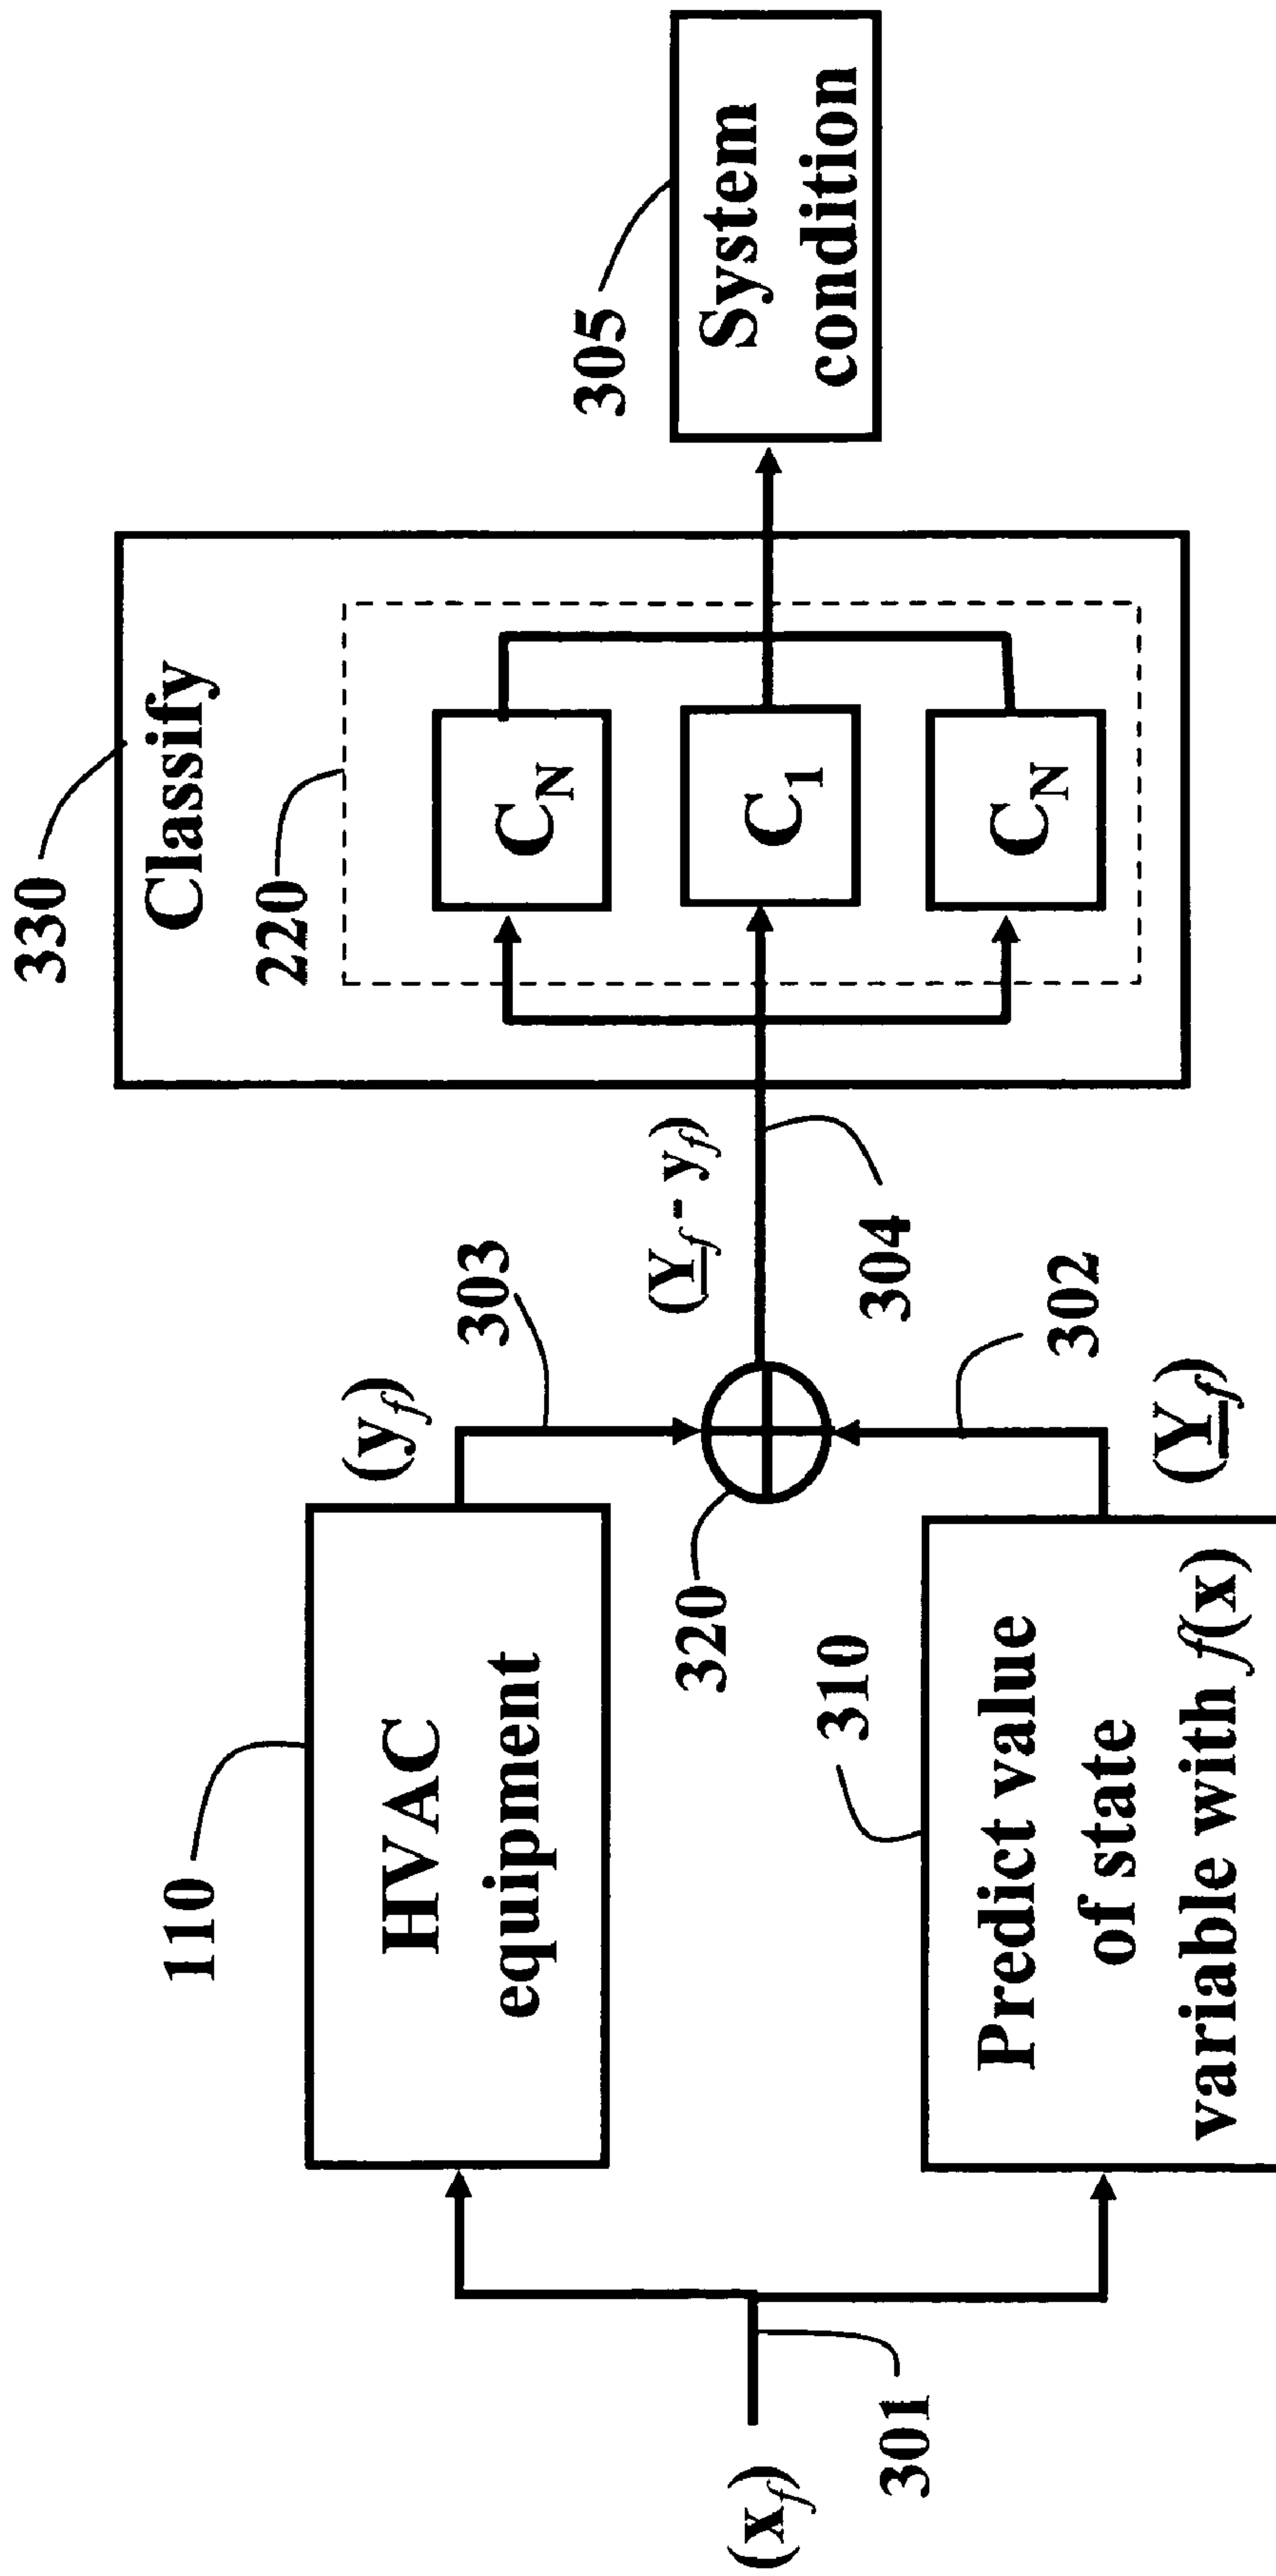 (x_f)
301
110
HVAC
equipment
310
Predict value
of state
variable with f(x)
(y_f)
303
320
302
(Y_f)
(Y_f - y_f)
304
330
Classify
220
C_N
C_1
C_N
305
System
condition